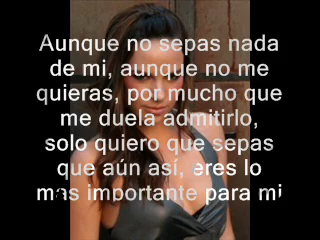 Aunque no sepas nada
de mi, aunque no me
quieras, por mucho que
me duela admitirlo,
solo quiero que sepas
que aún así, eres lo
mas importante para mi